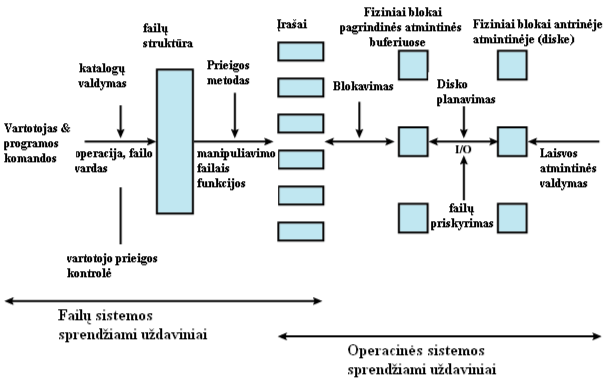 failų
struktūra
Įrašai
Fiziniai blokai
pagrindinės atmintinės
buferiuose
Fiziniai blokai antrinėje
atmintinėje (diske)
katalogų
valdymas
Prieigos
metodas
Blokavimas
Disko
planavimas
Vartotojas &
programos
komandos
operacija, failo
vardas
manipuliavimo
failais
funkcijos
I/O
Laisvos
atmintinės
valdymas
failų
priskyrimas
vartotojo prieigos
kontrolė
Failų sistemos
sprendžiami uždaviniai
Operacinės sistemos
sprendžiami uždaviniai